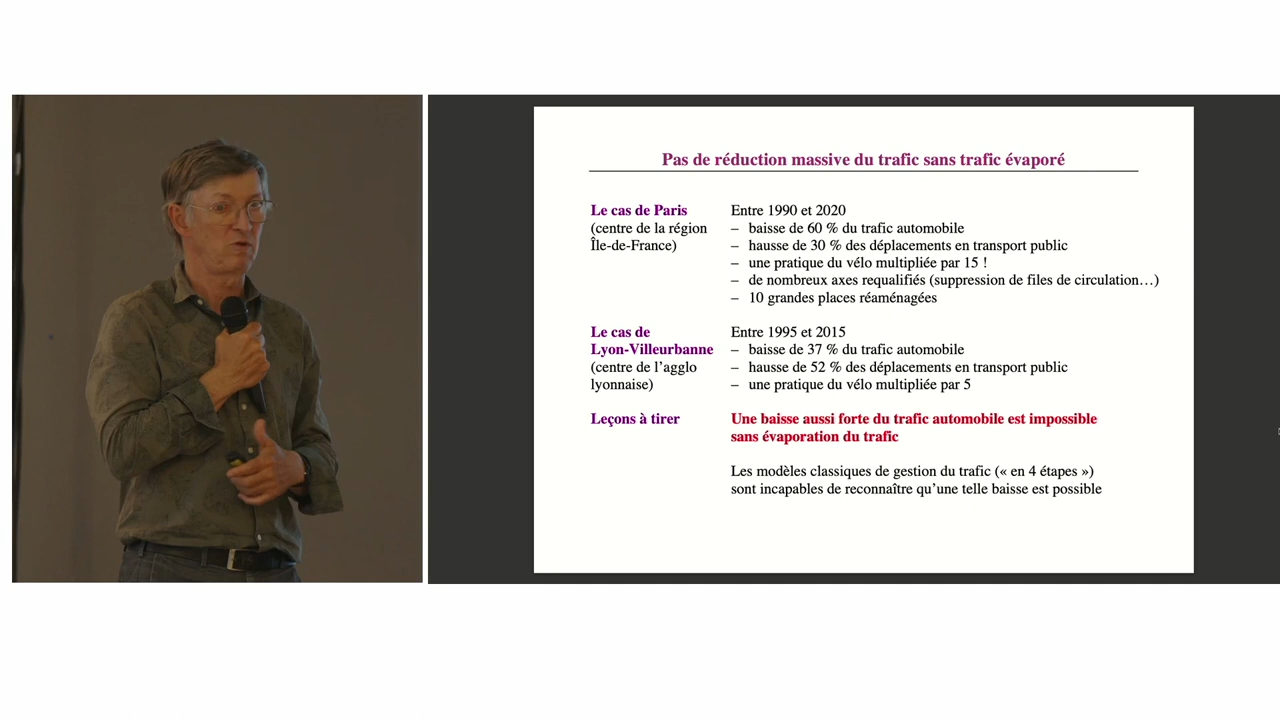 Pas de réduction massive du trafic sans trafic évaporé
Le cas de Paris
(centre de la région
Île-de-France)
Entre 1990 et 2020
– baisse de 60 % du trafic automobile
– hausse de 30 % des déplacements en transport public
– une pratique du vélo multipliée par 15 !
– de nombreux axes requalifiés (suppression de files de circulation…)
– 10 grandes places réaménagées
Le cas de
Lyon-Villeurbanne
(centre de l’agglo
lyonnaise)
Entre 1995 et 2015
– baisse de 37 % du trafic automobile
– hausse de 52 % des déplacements en transport public
– une pratique du vélo multipliée par 5
Leçons à tirer
Une baisse aussi forte du trafic automobile est impossible
sans évaporation du trafic
Les modèles classiques de gestion du trafic (« en 4 étapes »)
sont incapables de reconnaître qu’une telle baisse est possible